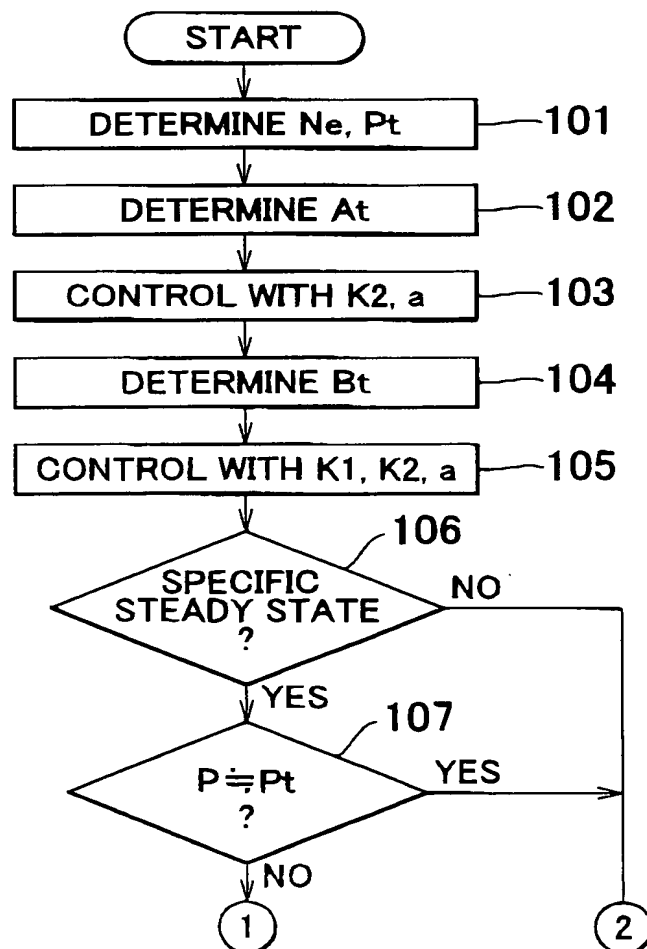 START
DETERMINE Ne, Pt
101
DETERMINE At
102
CONTROL WITH K2, a
103
DETERMINE Bt
104
CONTROL WITH K1, K2, a
105
106
SPECIFIC
STEADY STATE
?
NO
YES
107
P≒Pt
?
YES
NO
1
2